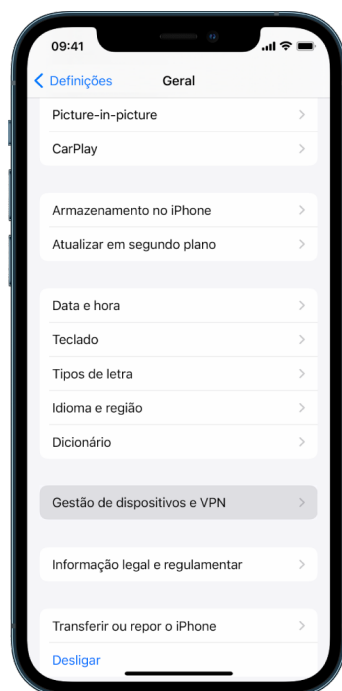 09:41
Definições
Geral
Picture-in-picture
CarPlay
Armazenamento no iPhone
Atualizar em segundo plano
Data e hora
Teclado
Tipos de letra
Idioma e região
Dicionário
Gestão de dispositivos e VPN
Informação legal e regulamentar
Transferir ou repor o iPhone
Desligar